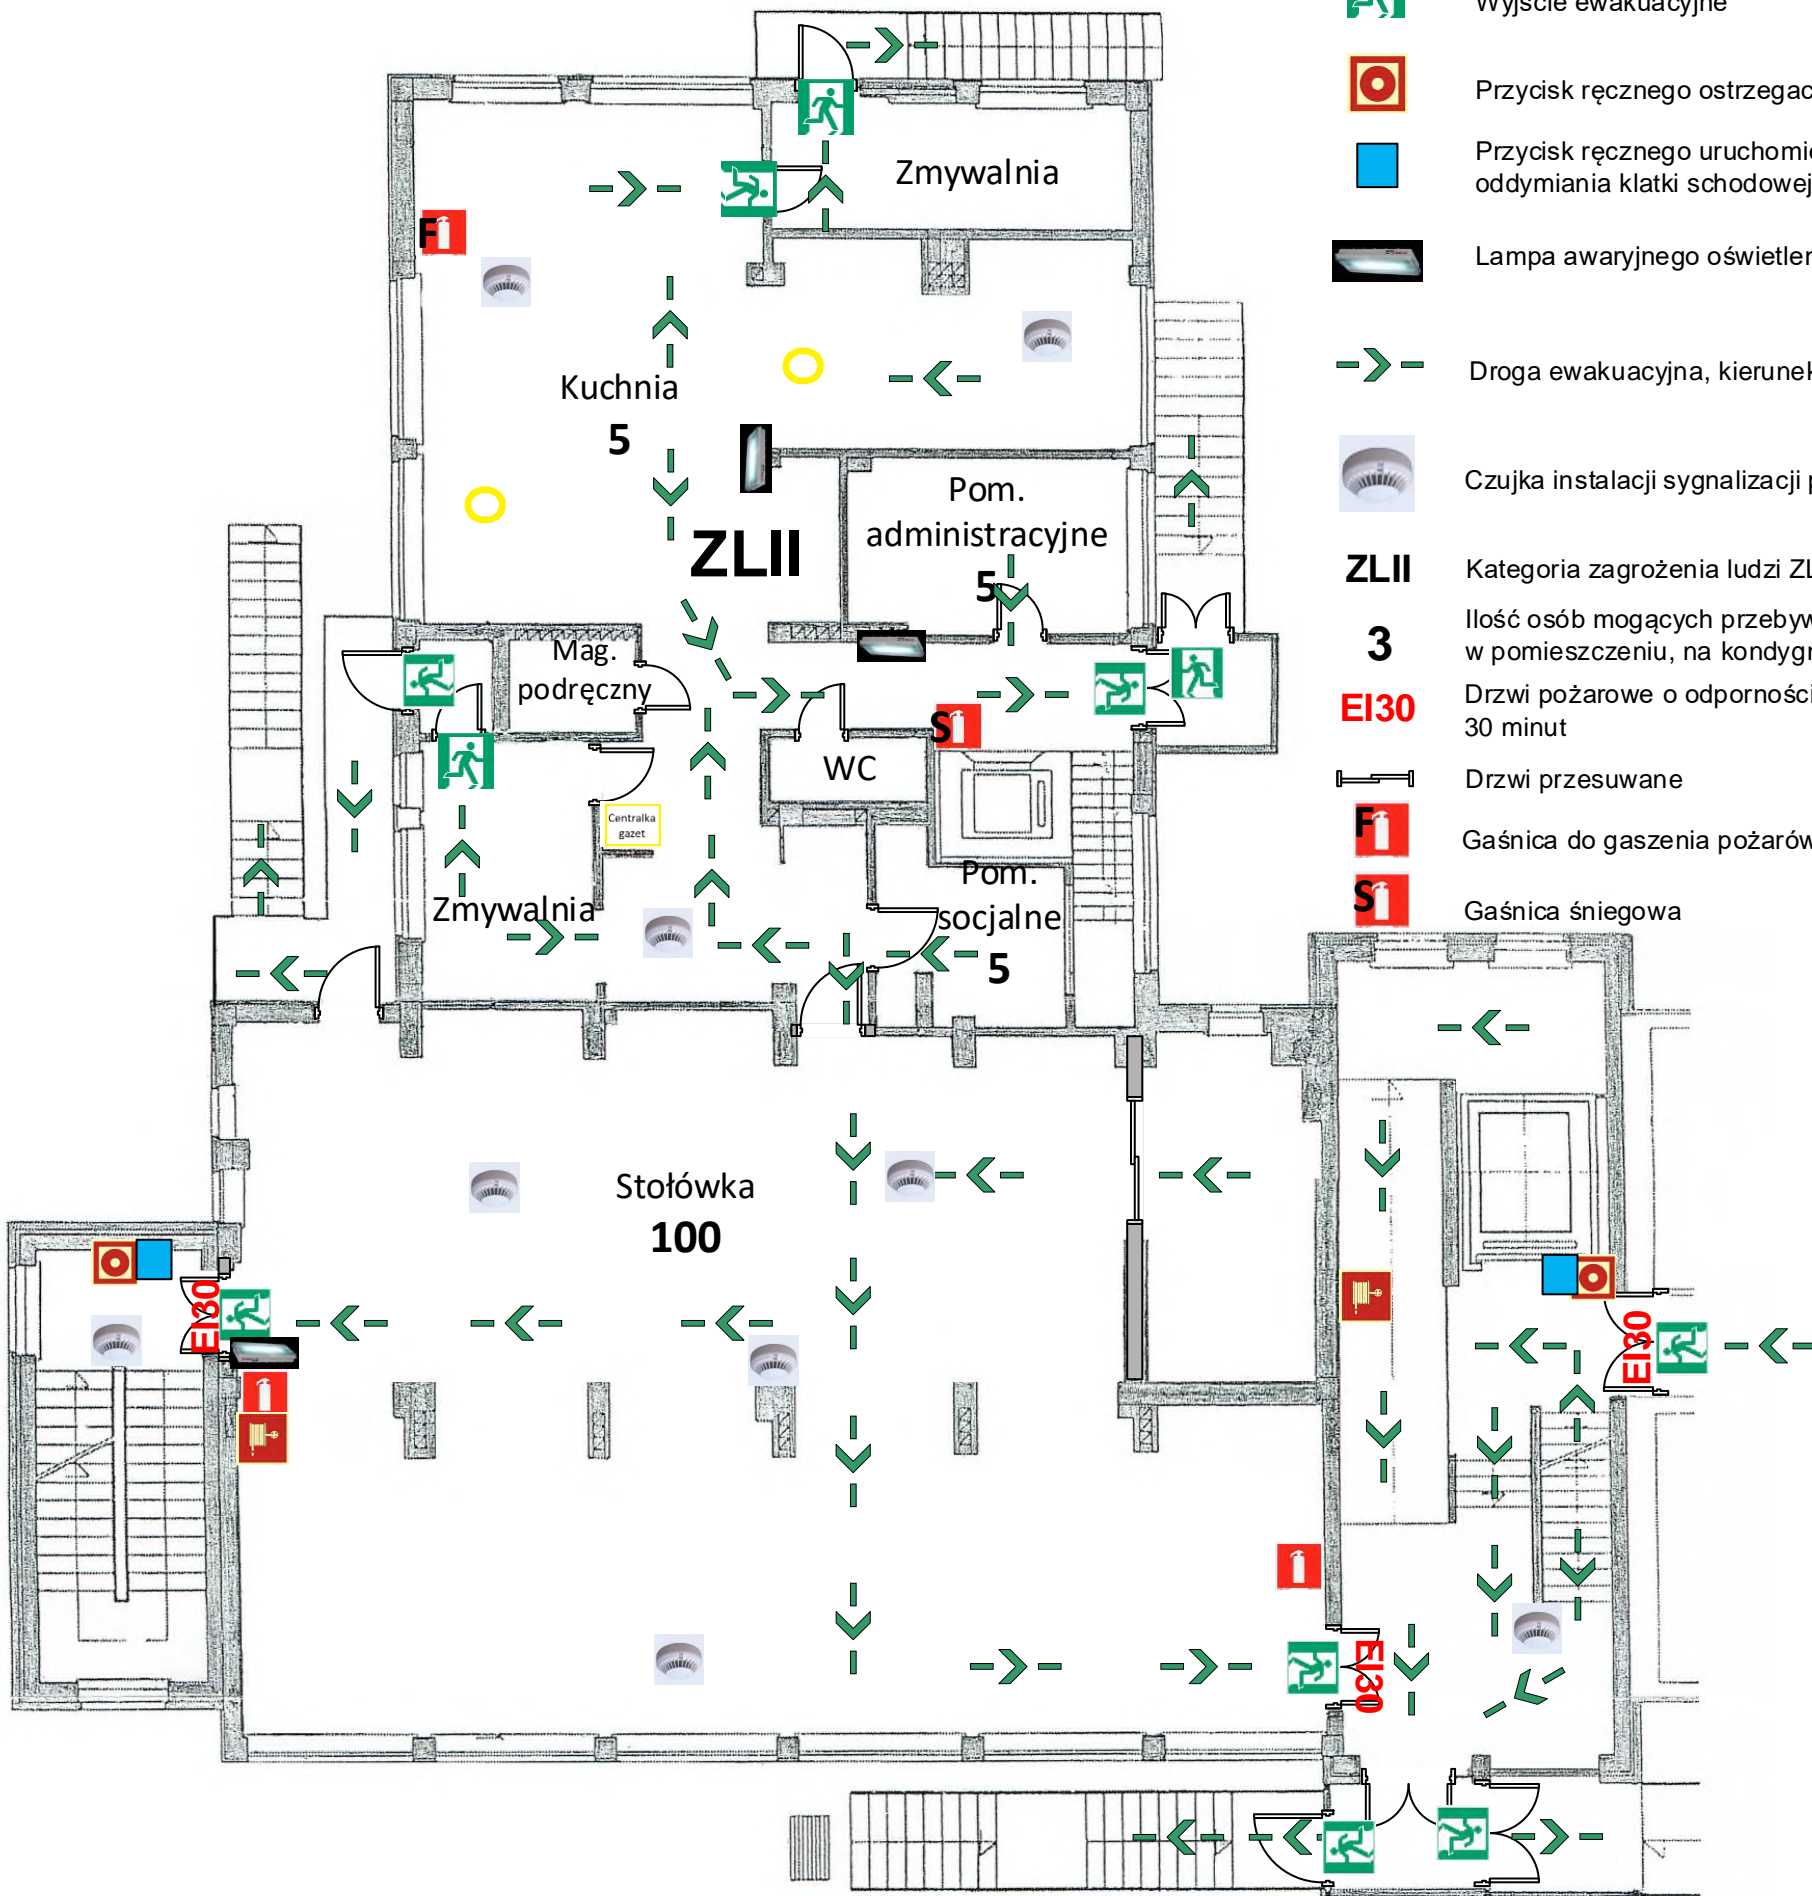 Wyjście ewakuacyjne
Przycisk ręcznego ostrzegac
Przycisk ręcznego uruchomie
oddymiania klatki schodowej
Lampa awaryjnego oświetlen
Droga ewakuacyjna, kierunek
Czujka instalacji sygnalizacji p
ZLII
Kategoria zagrożenia ludzi ZL
3
Ilość osób mogących przebyw
w pomieszczeniu, na kondygn
EI30
Drzwi pożarowe o odporności
30 minut
Drzwi przesuwane
F
Gaśnica do gaszenia pożarów
S
Gaśnica śniegowa
Zmywalnia
F
Kuchnia
5
Pom.
administracyjne
5
ZLII
Mag.
podręczny
S
WC
Centralka
gazet
Pom.
socjalne
5
Zmywalnia
Stołówka
100
EI30
EI30
EI30